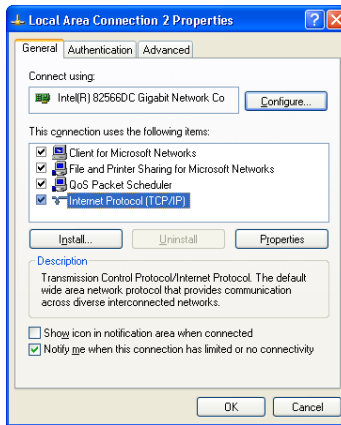 Local Area Connection 2 Properties
General Authentication Advanced
Connect using:
Intel(R) 82566DC Gigabit Network Co
Configure...
This connection uses the following items:
Client for Microsoft Networks
File and Printer Sharing for Microsoft Networks
QoS Packet Scheduler
Internet Protocol (TCP/IP)
Install... Uninstall Properties
Description
Transmission Control Protocol/Internet Protocol. The default
wide area network protocol that provides communication
across diverse interconnected networks.
Show icon in notification area when connected
Notify me when this connection has limited or no connectivity
OK Cancel